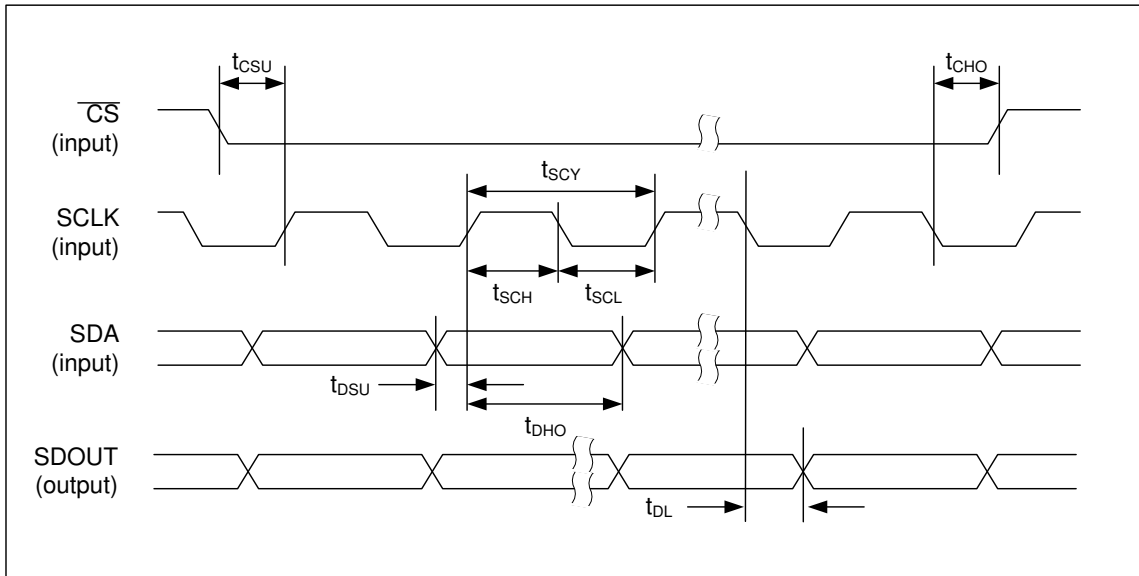 tCSU
tCHO
CS
(input)
tSCY
SCLK
(input)
tSCH
tSCL
SDA
(input)
tDSU
tDHO
SDOUT
(output)
tDL